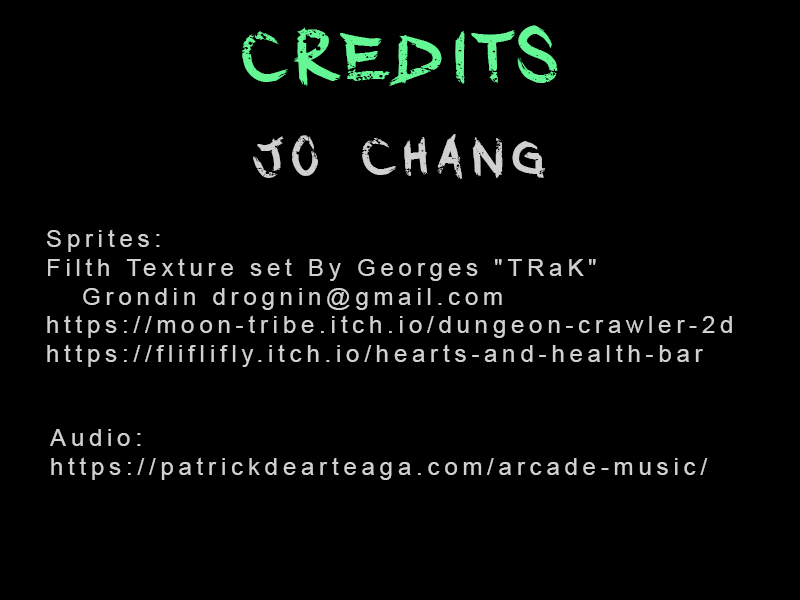 CREDITS
JO CHANG
Sprites:
Filth Texture set By Georges "TRaK"
Grondin drognin@gmail.com
https://moon-tribe.itch.io/dungeon-crawler-2d
https://fliflifly.itch.io/hearts-and-health-bar
Audio:
https://patrickdearteaga.com/arcade-music/